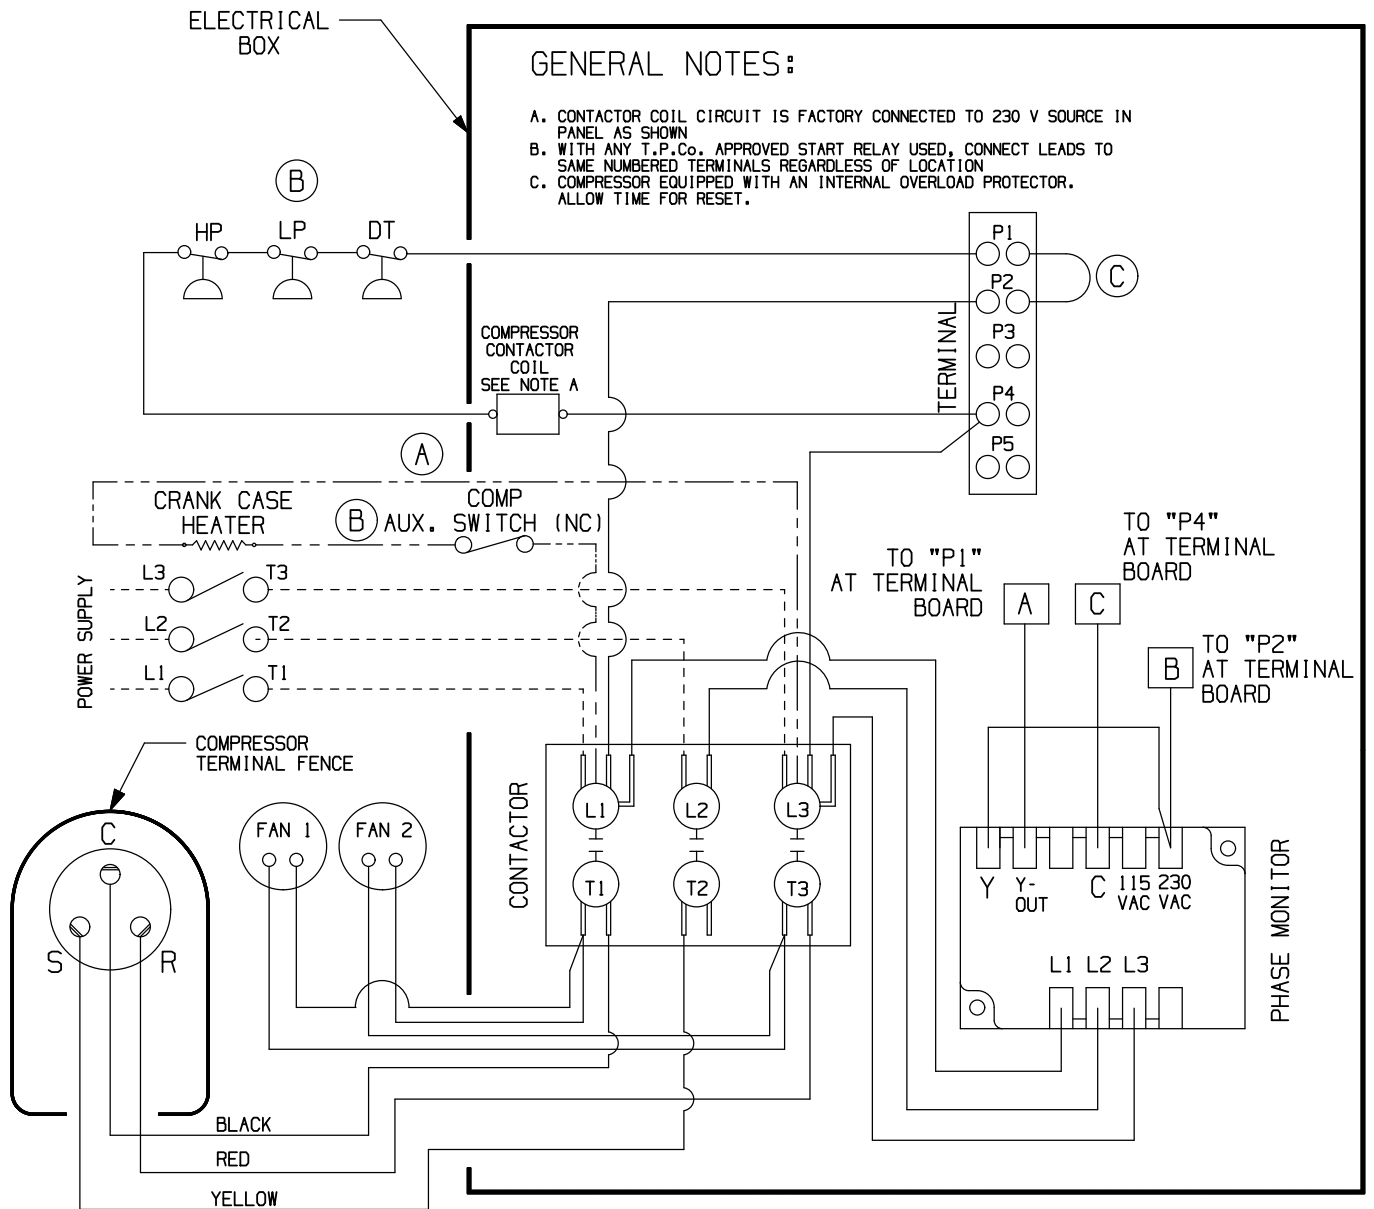 ELECTRICAL
BOX
GENERAL NOTES:
A. CONTACTOR COIL CIRCUIT IS FACTORY CONNECTED TO 230 V SOURCE IN
PANEL AS SHOWN
B. WITH ANY T.P.Co. APPROVED START RELAY USED, CONNECT LEADS TO
SAME NUMBERED TERMINALS REGARDLESS OF LOCATION
C. COMPRESSOR EQUIPPED WITH AN INTERNAL OVERLOAD PROTECTOR.
ALLOW TIME FOR RESET.
B
HP
LP
DT
P1
P2
P3
P4
P5
TERMINAL
C
COMPRESSOR
CONTACTOR
COIL
SEE NOTE A
A
CRANK CASE
HEATER
B
AUX.
COMP
SWITCH (NC)
POWER SUPPLY
L3
T3
L2
T2
L1
T1
TO "P1"
AT TERMINAL
BOARD
A
TO "P4"
AT TERMINAL
BOARD
C
TO "P2"
AT TERMINAL
BOARD
B
COMPRESSOR
TERMINAL FENCE
C
S
R
FAN 1
FAN 2
CONTACTOR
L1
L2
L3
T1
T2
T3
Y
Y-
OUT
C
115
VAC
230
VAC
L1
L2
L3
PHASE MONITOR
BLACK
RED
YELLOW